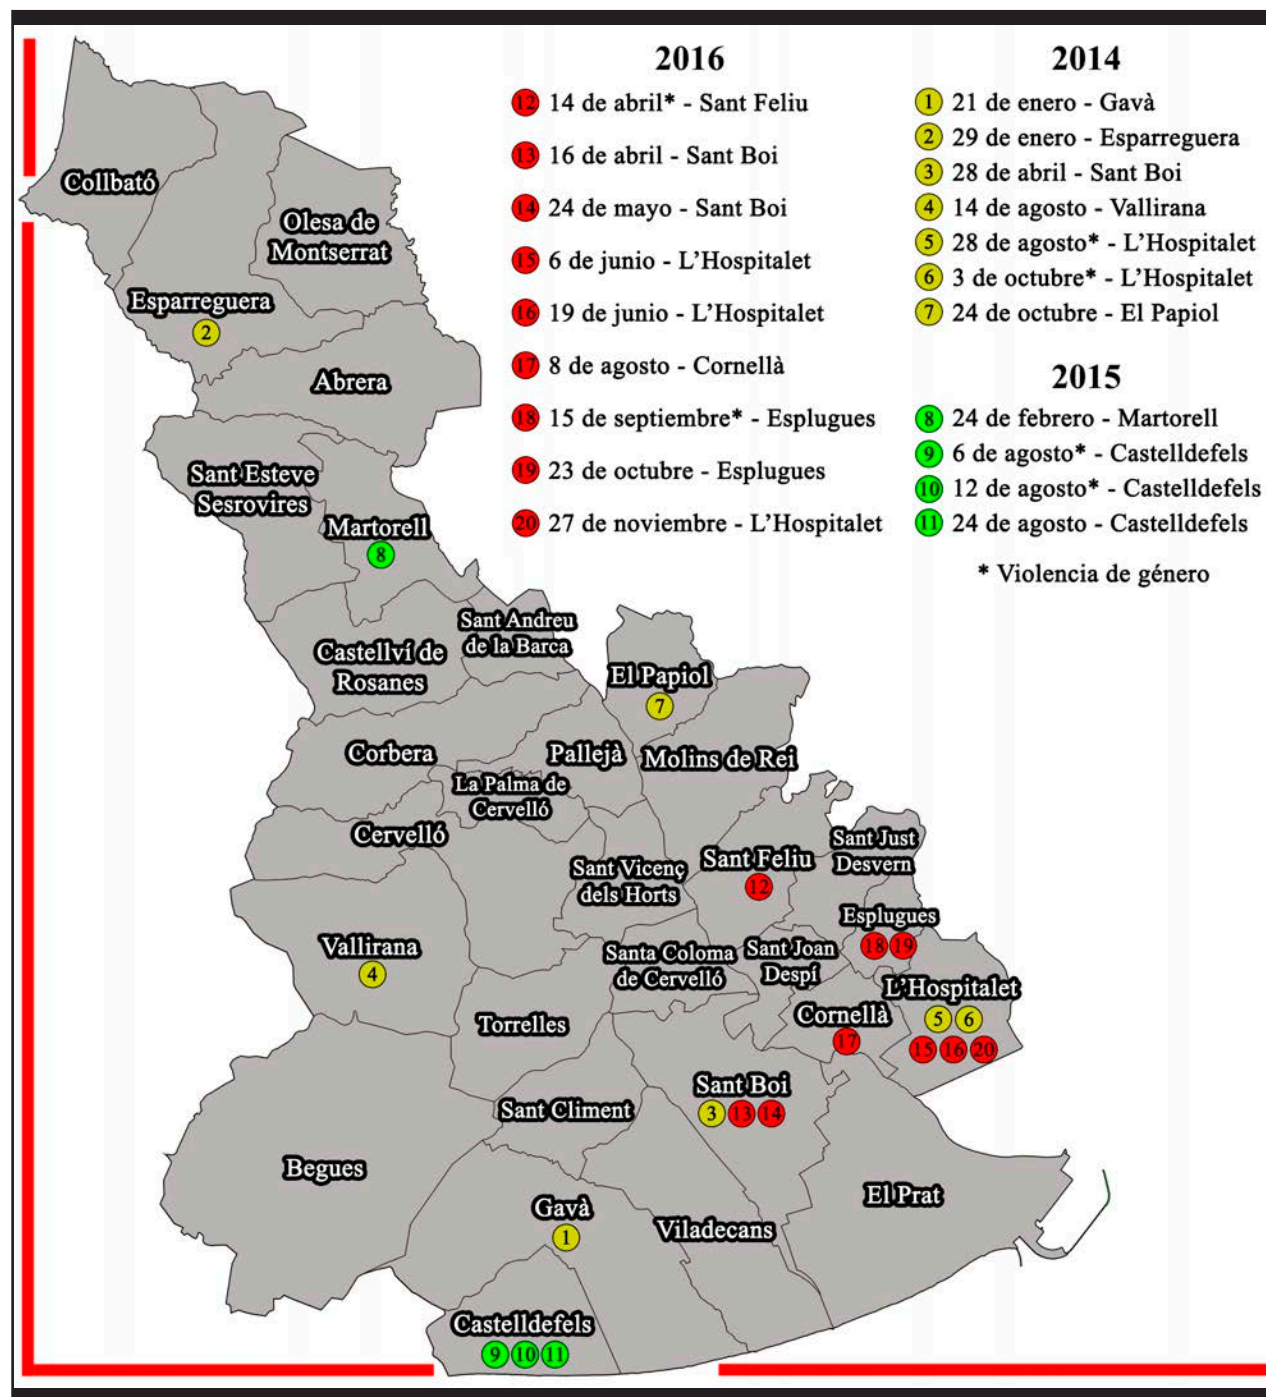 2016
12 14 de abril* - Sant Feliu
13 16 de abril - Sant Boi
14 24 de mayo - Sant Boi
15 6 de junio - L'Hospitalet
16 19 de junio - L'Hospitalet
17 8 de agosto - Cornellà
18 15 de septiembre* - Esplugues
19 23 de octubre - Esplugues
20 27 de noviembre - L'Hospitalet
2014
1 21 de enero - Gavà
2 29 de enero - Esparreguera
3 28 de abril - Sant Boi
4 14 de agosto - Vallirana
5 28 de agosto* - L'Hospitalet
6 3 de octubre* - L'Hospitalet
7 24 de octubre - El Papiol
2015
8 24 de febrero - Martorell
9 6 de agosto* - Castelldefels
10 12 de agosto* - Castelldefels
11 24 de agosto - Castelldefels
* Violencia de género
Collbató
Olesa de
Montserrat
Esparreguera
2
Abrera
Sant Esteve
Sesrovires
Martorell
8
Sant Andreu
de la Barca
Castellví de
Rosanes
El Papiol
7
Corbera
Pallejà
Molins de Rei
La Palma de
Cervelló
Cervelló
Sant Just
Desvern
Sant Feliu
12
Sant Vicenç
dels Horts
Esplugues
18 19
Vallirana
4
Santa Coloma
de Cervelló
Sant Joan
Despí
L'Hospitalet
5 6
15 16 20
Cornellà
17
Torrelles
Sant Boi
3 13 14
Sant Climent
Begues
El Prat
Gavà
1
Viladecans
Castelldefels
9 10 11